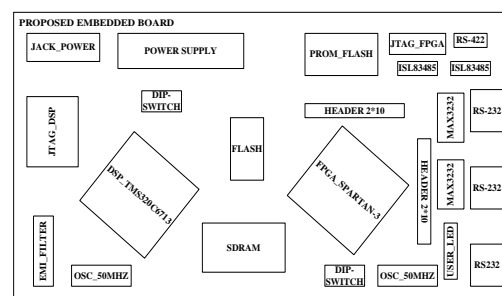 PROPOSED EMBEDDED BOARD
JACK_POWER
POWER SUPPLY
PROM_FLASH
JTAG_FPGA
RS-422
ISL83485
ISL83485
DIP-
SWITCH
HEADER 2*10
MAX3232
RS-232
JTAG_DSP
FLASH
DSP_TMS320C6713
FPGA_SPARTAN-3
HEADER 2*10
MAX3232
RS-232
EMI_FILTER
OSC_50MHZ
SDRAM
DIP-
SWITCH
OSC_50MHZ
USER_LED
RS232